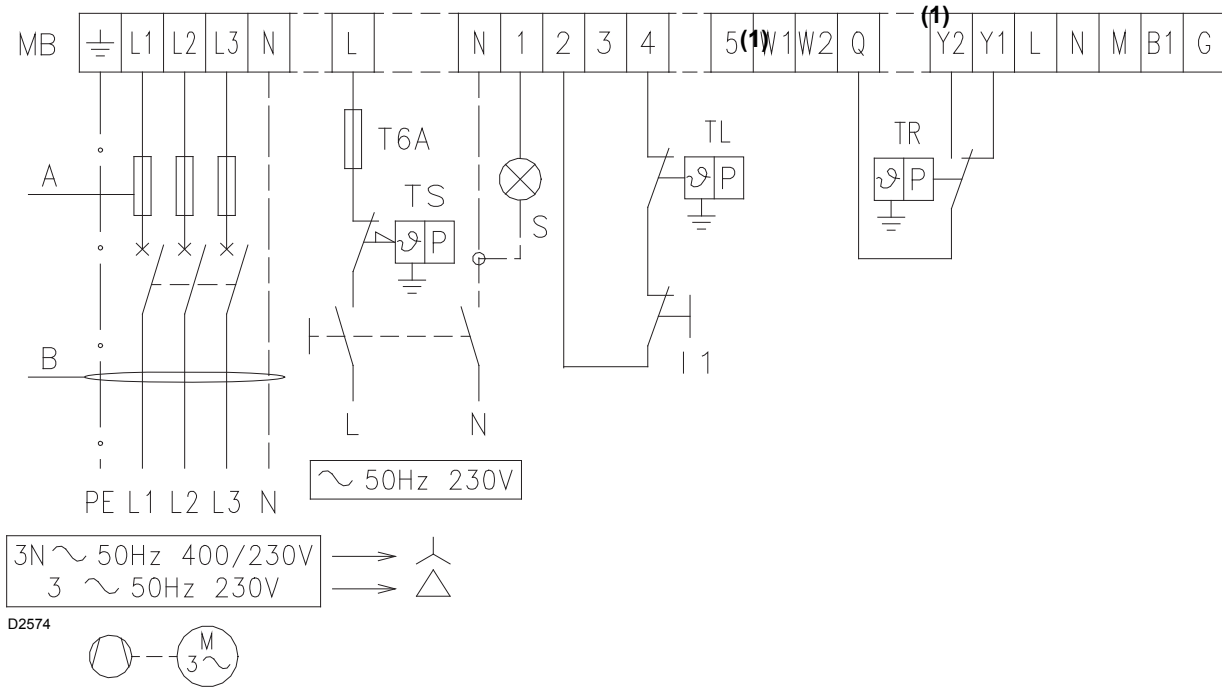 (1)
MB L1 L2 L3 N L N 1 2 3 4 5 (1) W1 W2 Q Y2 Y1 L N M B1 G
T6A
TL
TR
A
P
P
TS
P
S
B
I1
L N
~ 50Hz 230V
PE L1 L2 L3 N
3N ~ 50Hz 400/230V
3 ~ 50Hz 230V
D2574
M
3~